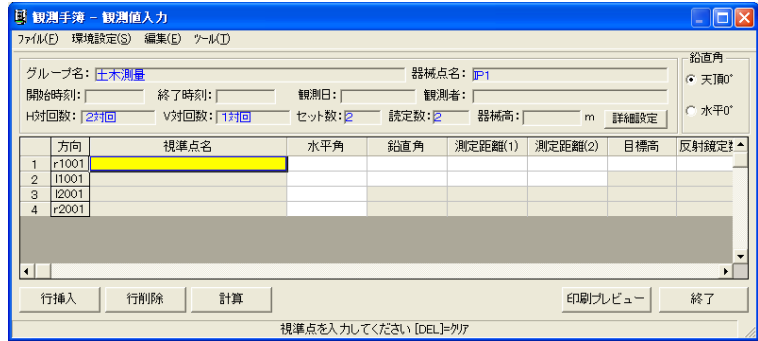 観測手簿 - 観測値入力
ファイル(F) 環境設定(S) 編集(E) ツール(T)
グループ名: 土木測量 器械点名: IP1
開始時刻: 終了時刻: 観測日: 観測者:
H対回数: 2対回 V対回数: 1対回 セット数: 2 読定数: 2 器械高: m 詳細設定
鉛直角
天頂0°
水平0°
方向 視準点名 水平角 鉛直角 測定距離(1) 測定距離(2) 目標高 反射鏡定
1 r1001
2 l1001
3 l2001
4 r2001
行挿入 行削除 計算 印刷プレビュー 終了
視準点を入力してください [DEL]=クリア